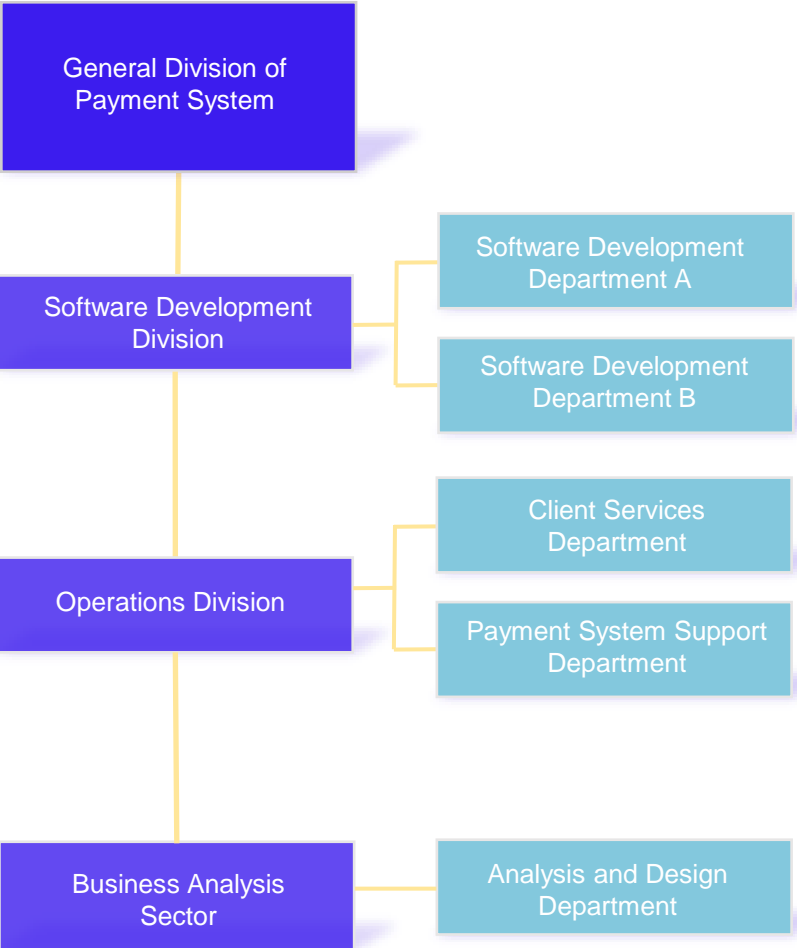 General Division of
Payment System
Software Development
Division
Software Development
Department A
Software Development
Department B
Operations Division
Client Services
Department
Payment System Support
Department
Business Analysis
Sector
Analysis and Design
Department